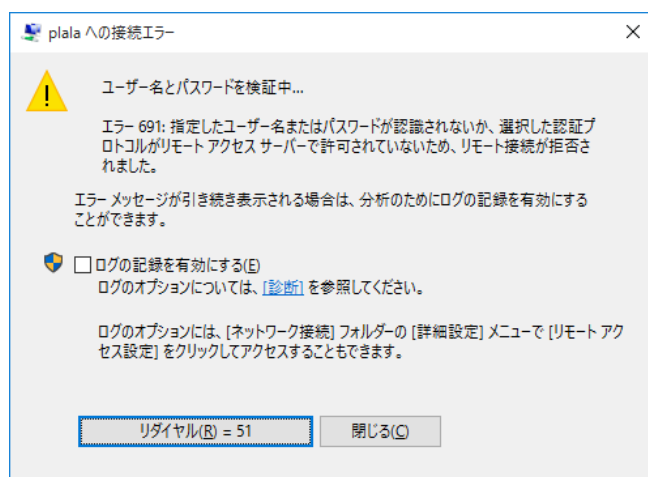 plala への接続エラー
ユーザー名とパスワードを検証中...
エラー 691: 指定したユーザー名またはパスワードが認識されないか、選択した認証プ
ロトコルがリモート アクセス サーバーで許可されていないため、リモート接続が拒否さ
れました。
エラー メッセージが引き続き表示される場合は、分析のためにログの記録を有効にする
ことができます。
ログの記録を有効にする(E)
ログのオプションについては、[診断] を参照してください。
ログのオプションには、[ネットワーク接続] フォルダーの [詳細設定] メニューで [リモート アク
セス設定] をクリックしてアクセスすることもできます。
リダイヤル(R) = 51
閉じる(C)